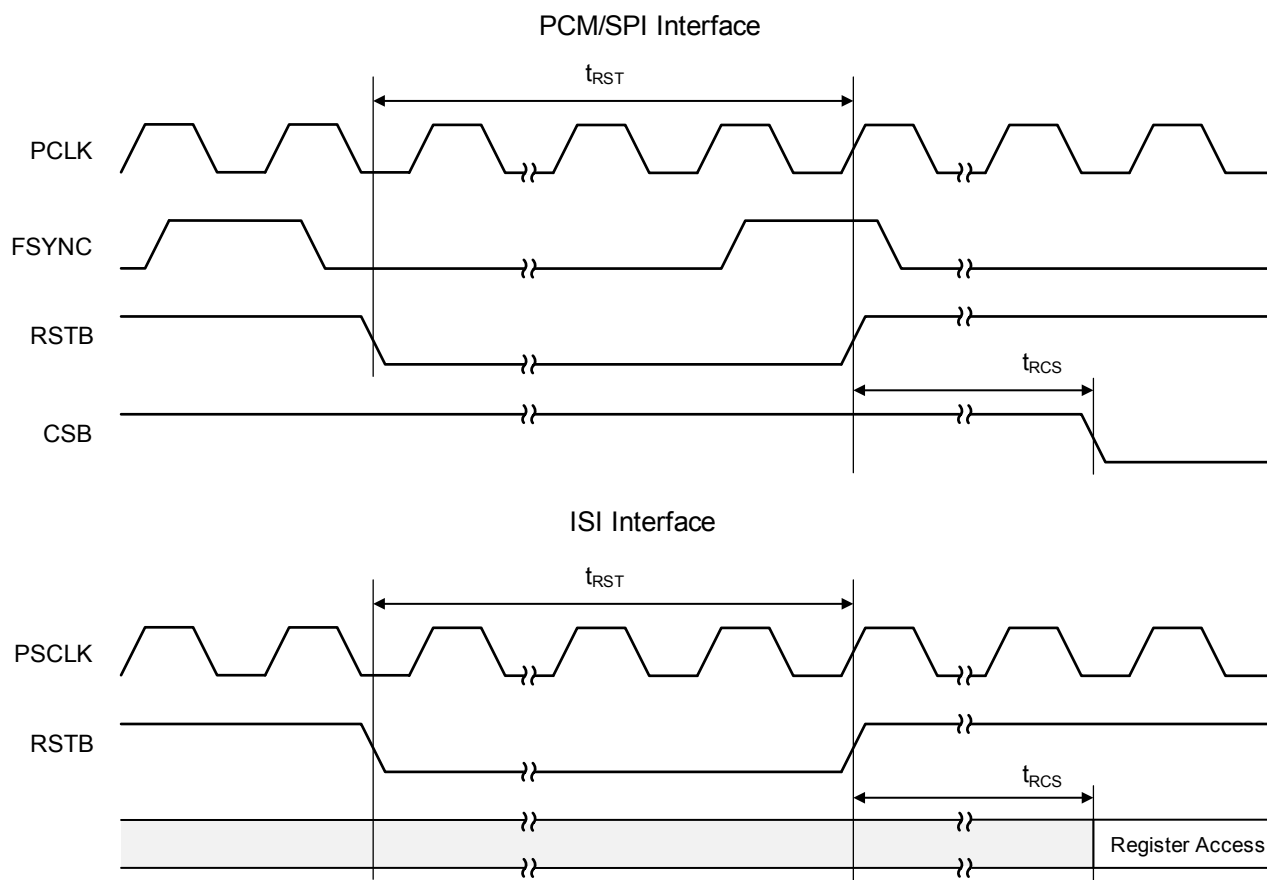 PCM/SPI Interface
tRST
PCLK
FSYNC
RSTB
tRCS
CSB
ISI Interface
tRST
PSCLK
RSTB
tRCS
Register Access